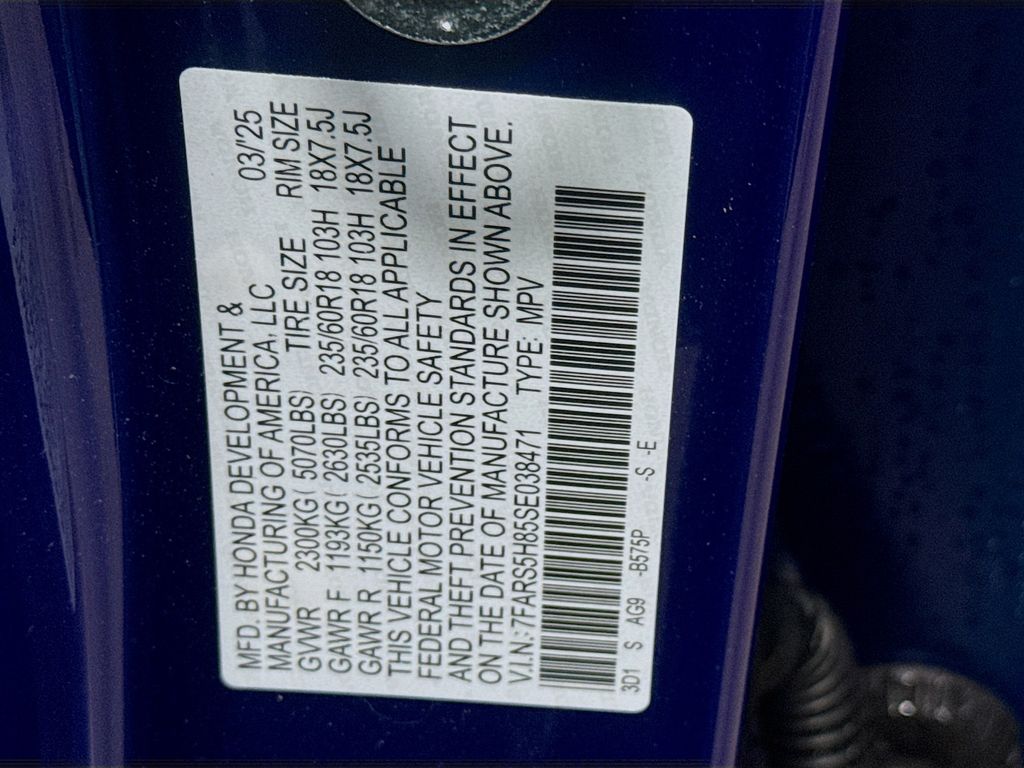 MFD. BY HONDA DEVELOPMENT &
MANUFACTURING OF AMERICA, LLC 03/'25
GVWR 2300KG ( 5070LBS) TIRE SIZE RIM SIZE
GAWR F 1193KG ( 2630LBS) 235/60R18 103H 18X7.5J
GAWR R 1150KG ( 2535LBS) 235/60R18 103H 18X7.5J
THIS VEHICLE CONFORMS TO ALL APPLICABLE
FEDERAL MOTOR VEHICLE SAFETY
AND THEFT PREVENTION STANDARDS IN EFFECT
ON THE DATE OF MANUFACTURE SHOWN ABOVE.
V.I.N.: 7FARS5H85SE038471 TYPE: MPV
3D1 S AG9 -B575P -S -E